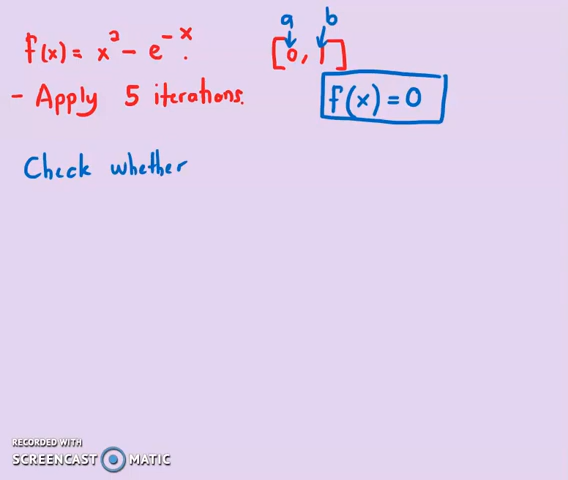 a b
f(x) = x² - e⁻ˣ. [0, 1]
- Apply 5 iterations.
f(x) = 0
Check whether
RECORDED WITH
SCREENCAST MATIC